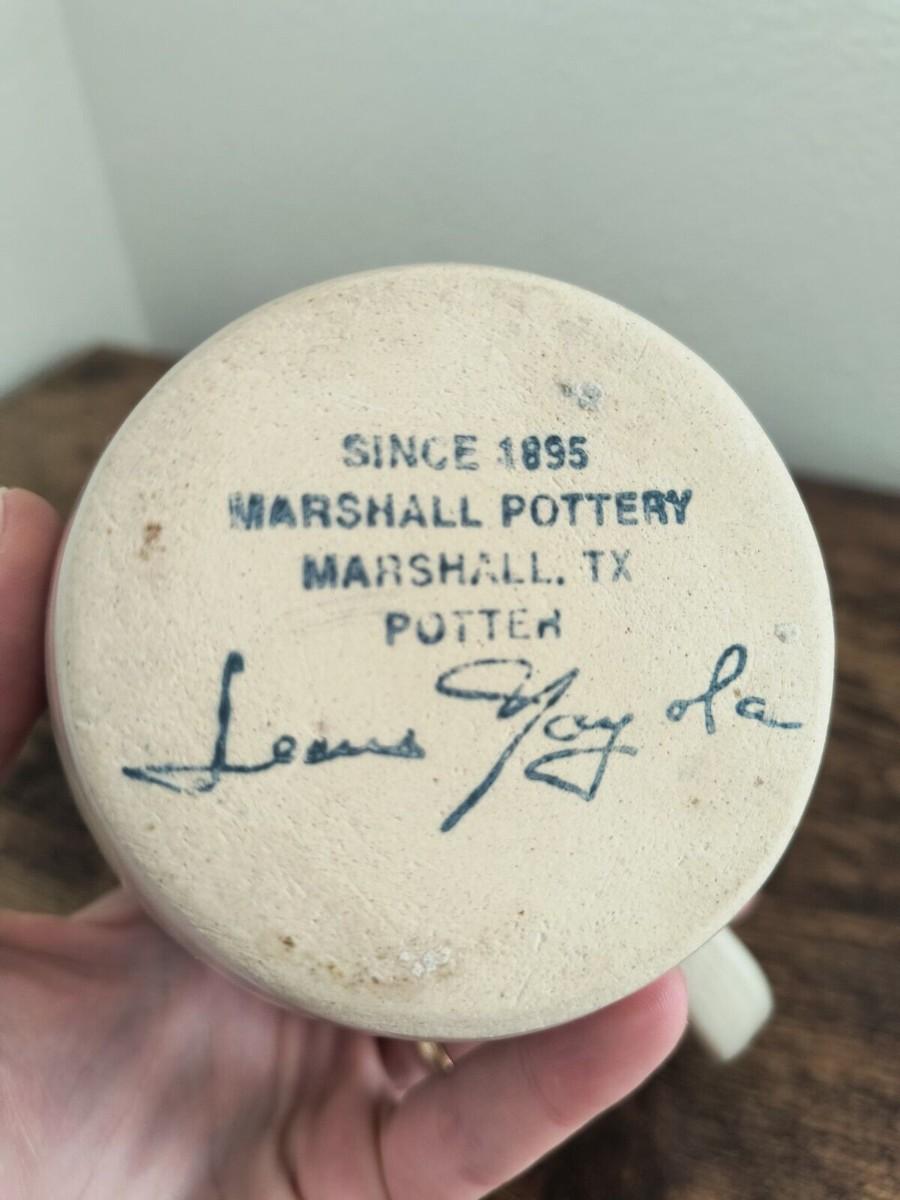 SINCE 1895
MARSHALL POTTERY
MARSHALL, TX
POTTER